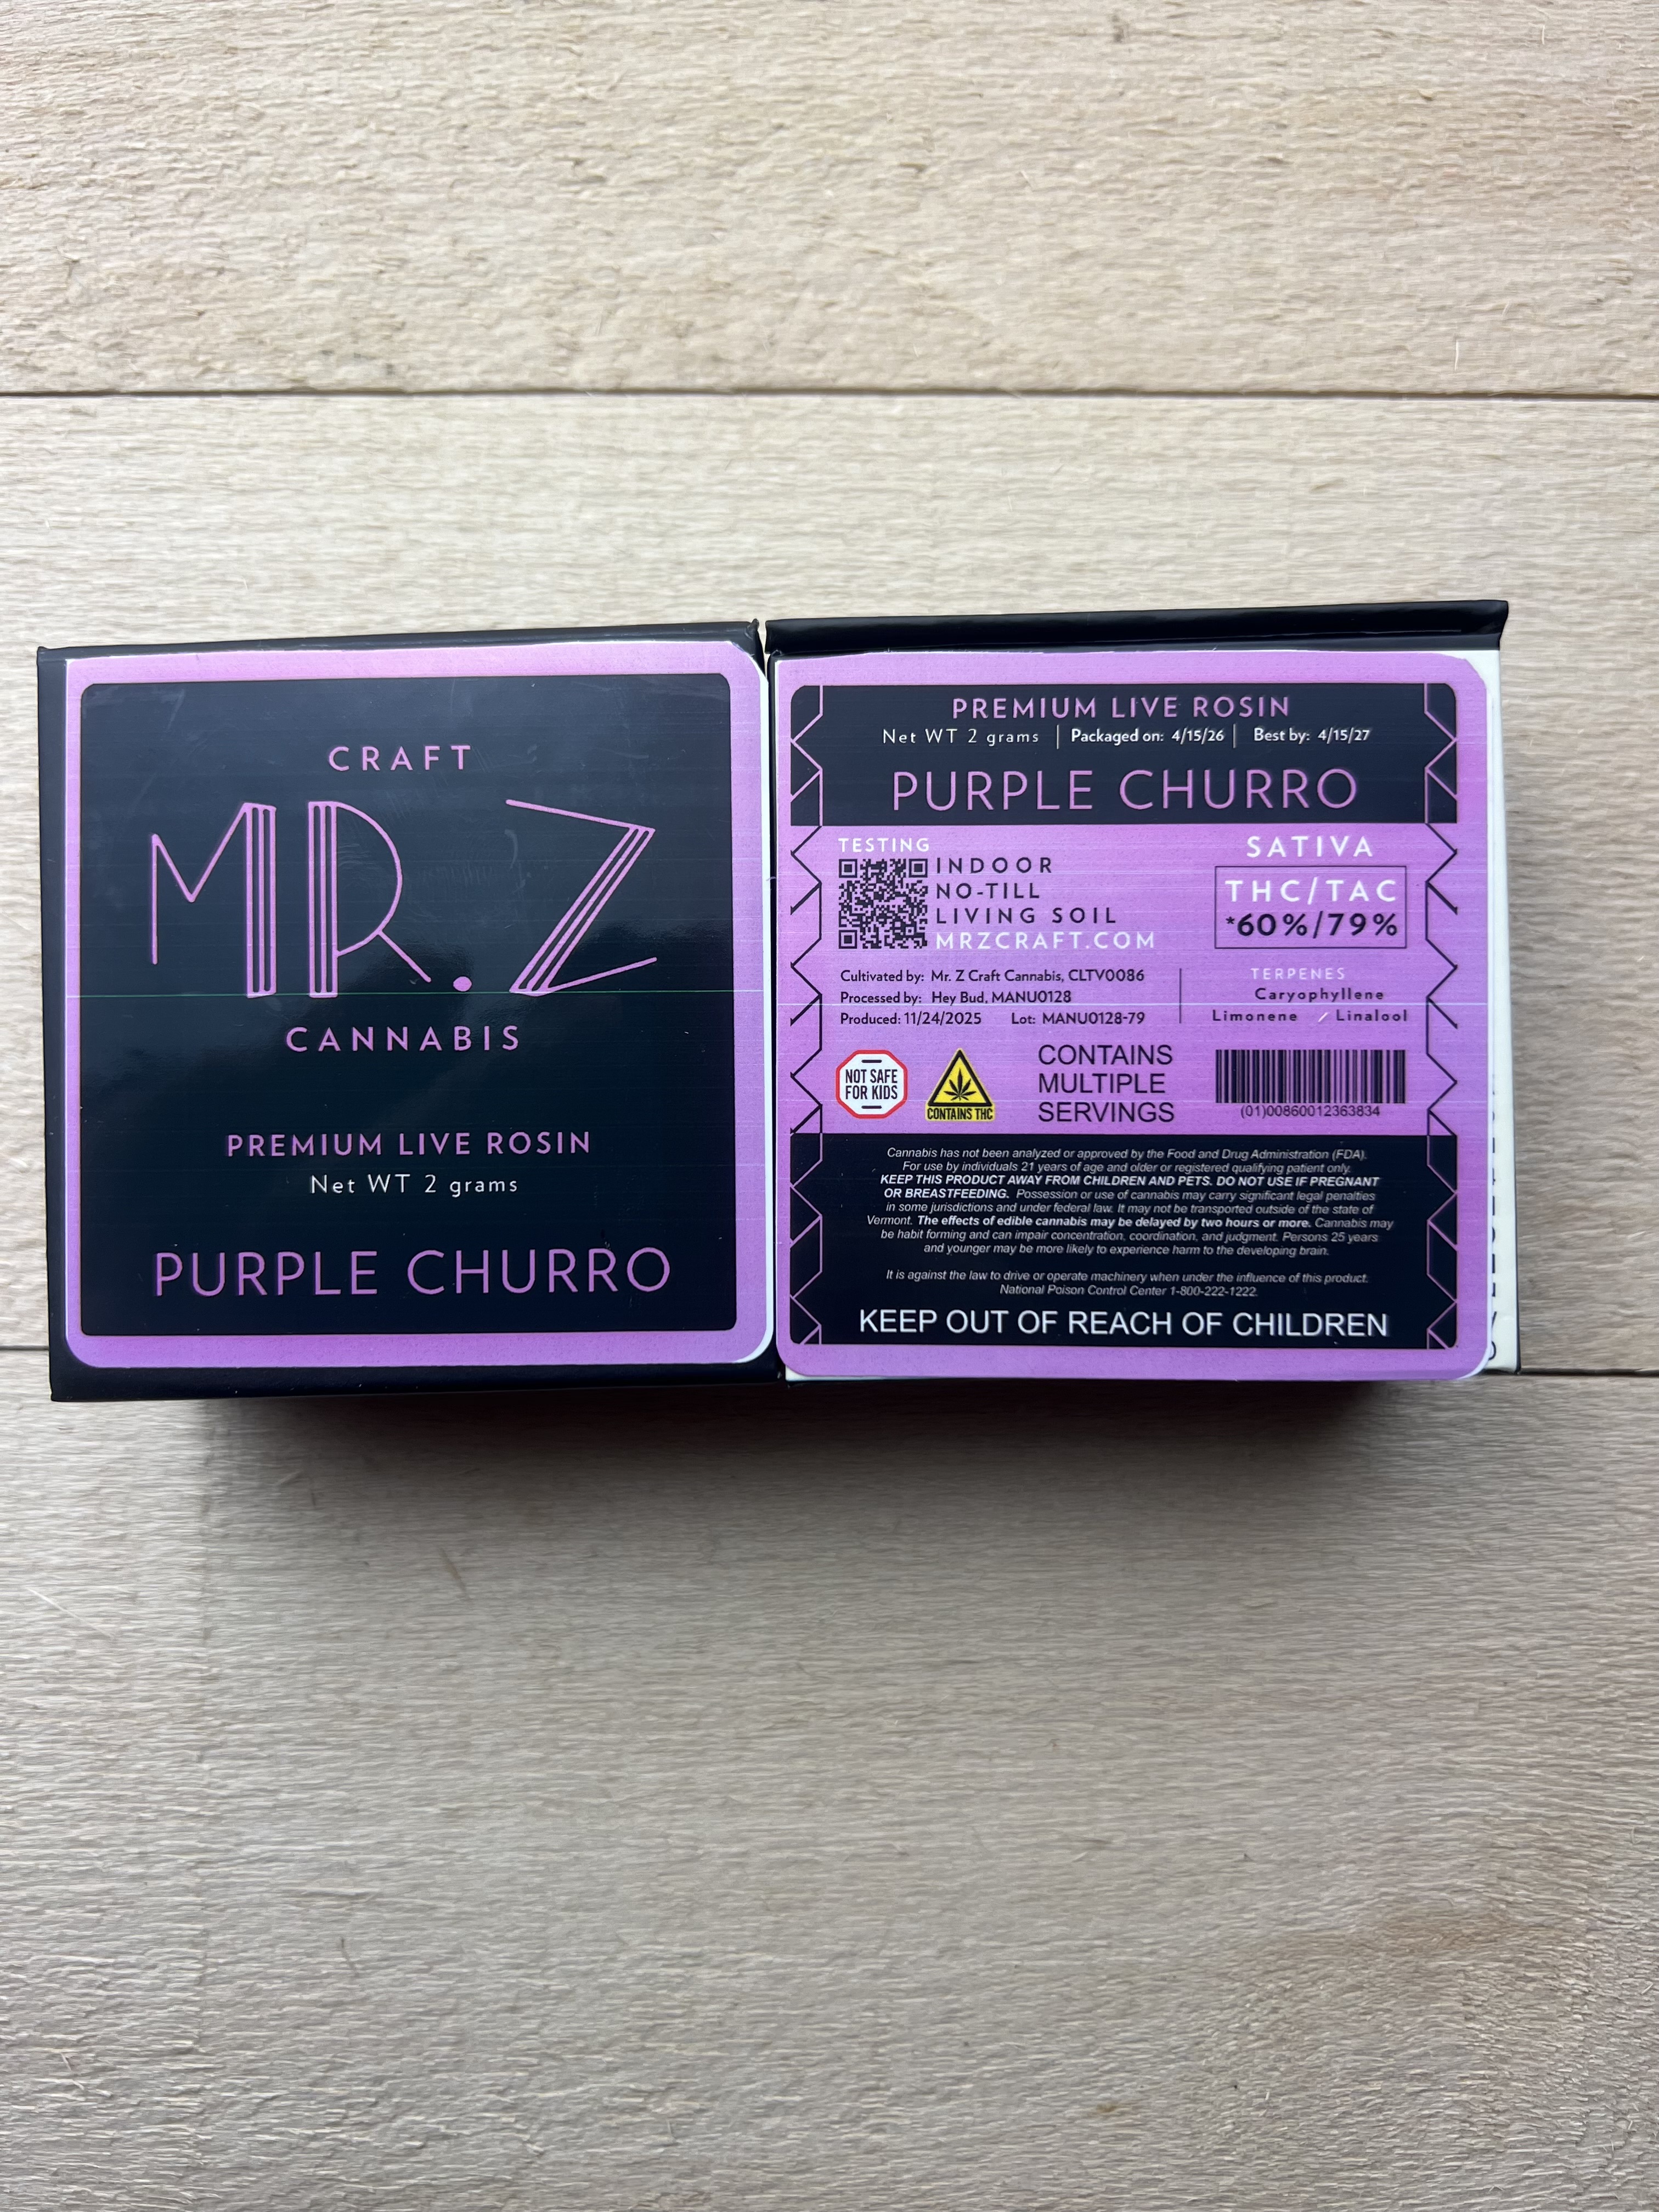 CRAFT
MR.Z
CANNABIS
PREMIUM LIVE ROSIN
Net WT 2 grams
PURPLE CHURRO
PREMIUM LIVE ROSIN
Net WT 2 grams | Packaged on: 4/15/26 | Best by: 4/15/27
PURPLE CHURRO
TESTING
INDOOR
NO-TILL
LIVING SOIL
MRZCRAFT.COM
SATIVA
THC/TAC
*60%/79%
Cultivated by: Mr. Z Craft Cannabis, CLTV0086
Processed by: Hey Bud, MANU0128
Produced: 11/24/2025 Lot: MANU0128-79
TERPENES
Caryophyllene
Limonene / Linalool
NOT SAFE
FOR KIDS
CONTAINS THC
CONTAINS
MULTIPLE
SERVINGS
(01)00860012363834
Cannabis has not been analyzed or approved by the Food and Drug Administration (FDA).
For use by individuals 21 years of age and older or registered qualifying patient only.
KEEP THIS PRODUCT AWAY FROM CHILDREN AND PETS. DO NOT USE IF PREGNANT
OR BREASTFEEDING. Possession or use of cannabis may carry significant legal penalties
in some jurisdictions and under federal law. It may not be transported outside of the state of
Vermont. The effects of edible cannabis may be delayed by two hours or more. Cannabis may
be habit forming and can impair concentration, coordination, and judgment. Persons 25 years
and younger may be more likely to experience harm to the developing brain.
It is against the law to drive or operate machinery when under the influence of this product.
National Poison Control Center 1-800-222-1222.
KEEP OUT OF REACH OF CHILDREN